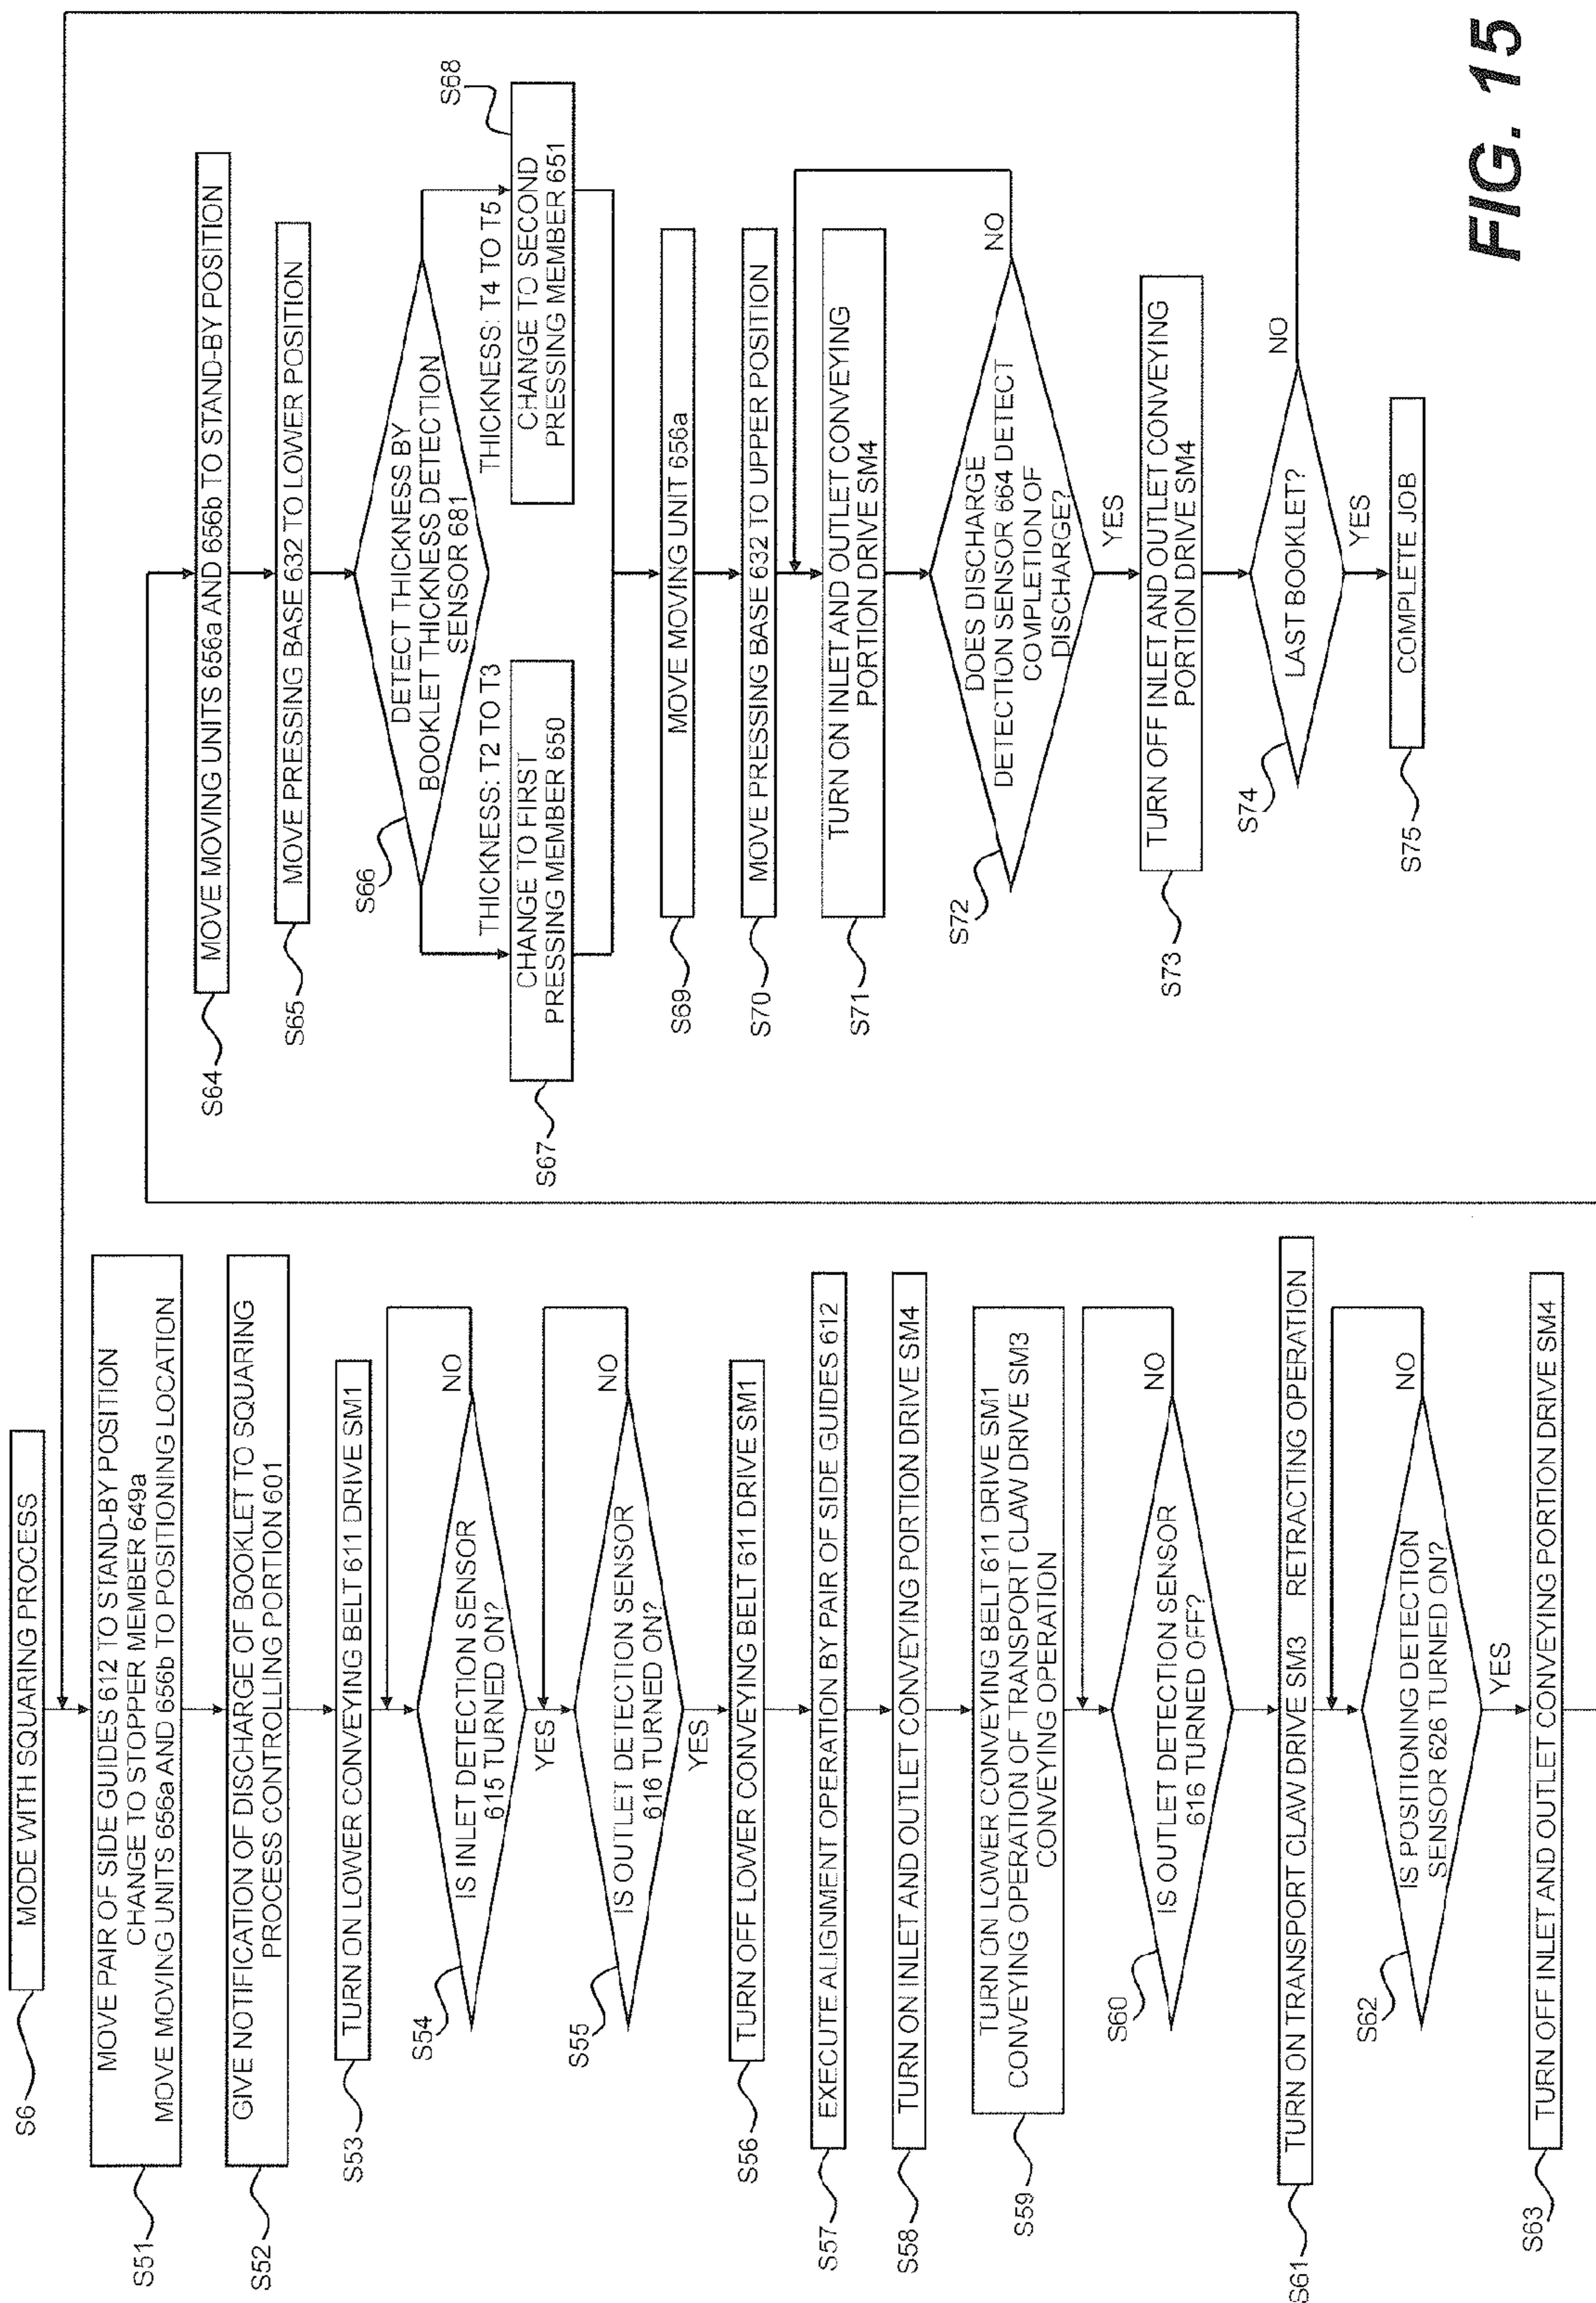 S6
MODE WITH SQUARING PROCESS
S51
MOVE PAIR OF SIDE GUIDES 612 TO STAND-BY POSITION
CHANGE TO STOPPER MEMBER 649a
MOVE MOVING UNITS 656a AND 656b TO POSITIONING LOCATION
S52
GIVE NOTIFICATION OF DISCHARGE OF BOOKLET TO SQUARING
PROCESS CONTROLLING PORTION 601
S53
TURN ON LOWER CONVEYING BELT 611 DRIVE SM1
S54
IS INLET DETECTION SENSOR
615 TURNED ON?
NO
YES
S55
IS OUTLET DETECTION SENSOR
616 TURNED ON?
NO
YES
S56
TURN OFF LOWER CONVEYING BELT 611 DRIVE SM1
S57
EXECUTE ALIGNMENT OPERATION BY PAIR OF SIDE GUIDES 612
S58
TURN ON INLET AND OUTLET CONVEYING PORTION DRIVE SM4
S59
TURN ON LOWER CONVEYING BELT 611 DRIVE SM1
CONVEYING OPERATION OF TRANSPORT CLAW DRIVE SM3
CONVEYING OPERATION
S60
IS OUTLET DETECTION SENSOR
616 TURNED OFF?
NO
S61
TURN ON TRANSPORT CLAW DRIVE SM3 RETRACTING OPERATION
S62
IS POSITIONING DETECTION
SENSOR 626 TURNED ON?
NO
YES
S63
TURN OFF INLET AND OUTLET CONVEYING PORTION DRIVE SM4
S64
MOVE MOVING UNITS 656a AND 656b TO STAND-BY POSITION
S65
MOVE PRESSING BASE 632 TO LOWER POSITION
S66
DETECT THICKNESS BY
BOOKLET THICKNESS DETECTION
SENSOR 681
THICKNESS: T2 TO T3
THICKNESS: T4 TO T5
S67
CHANGE TO FIRST
PRESSING MEMBER 650
S68
CHANGE TO SECOND
PRESSING MEMBER 651
S69
MOVE MOVING UNIT 656a
S70
MOVE PRESSING BASE 632 TO UPPER POSITION
S71
TURN ON INLET AND OUTLET CONVEYING
PORTION DRIVE SM4
S72
DOES DISCHARGE
DETECTION SENSOR 664 DETECT
COMPLETION OF
DISCHARGE?
NO
YES
S73
TURN OFF INLET AND OUTLET CONVEYING
PORTION DRIVE SM4
S74
LAST BOOKLET?
NO
YES
S75
COMPLETE JOB
FIG. 15